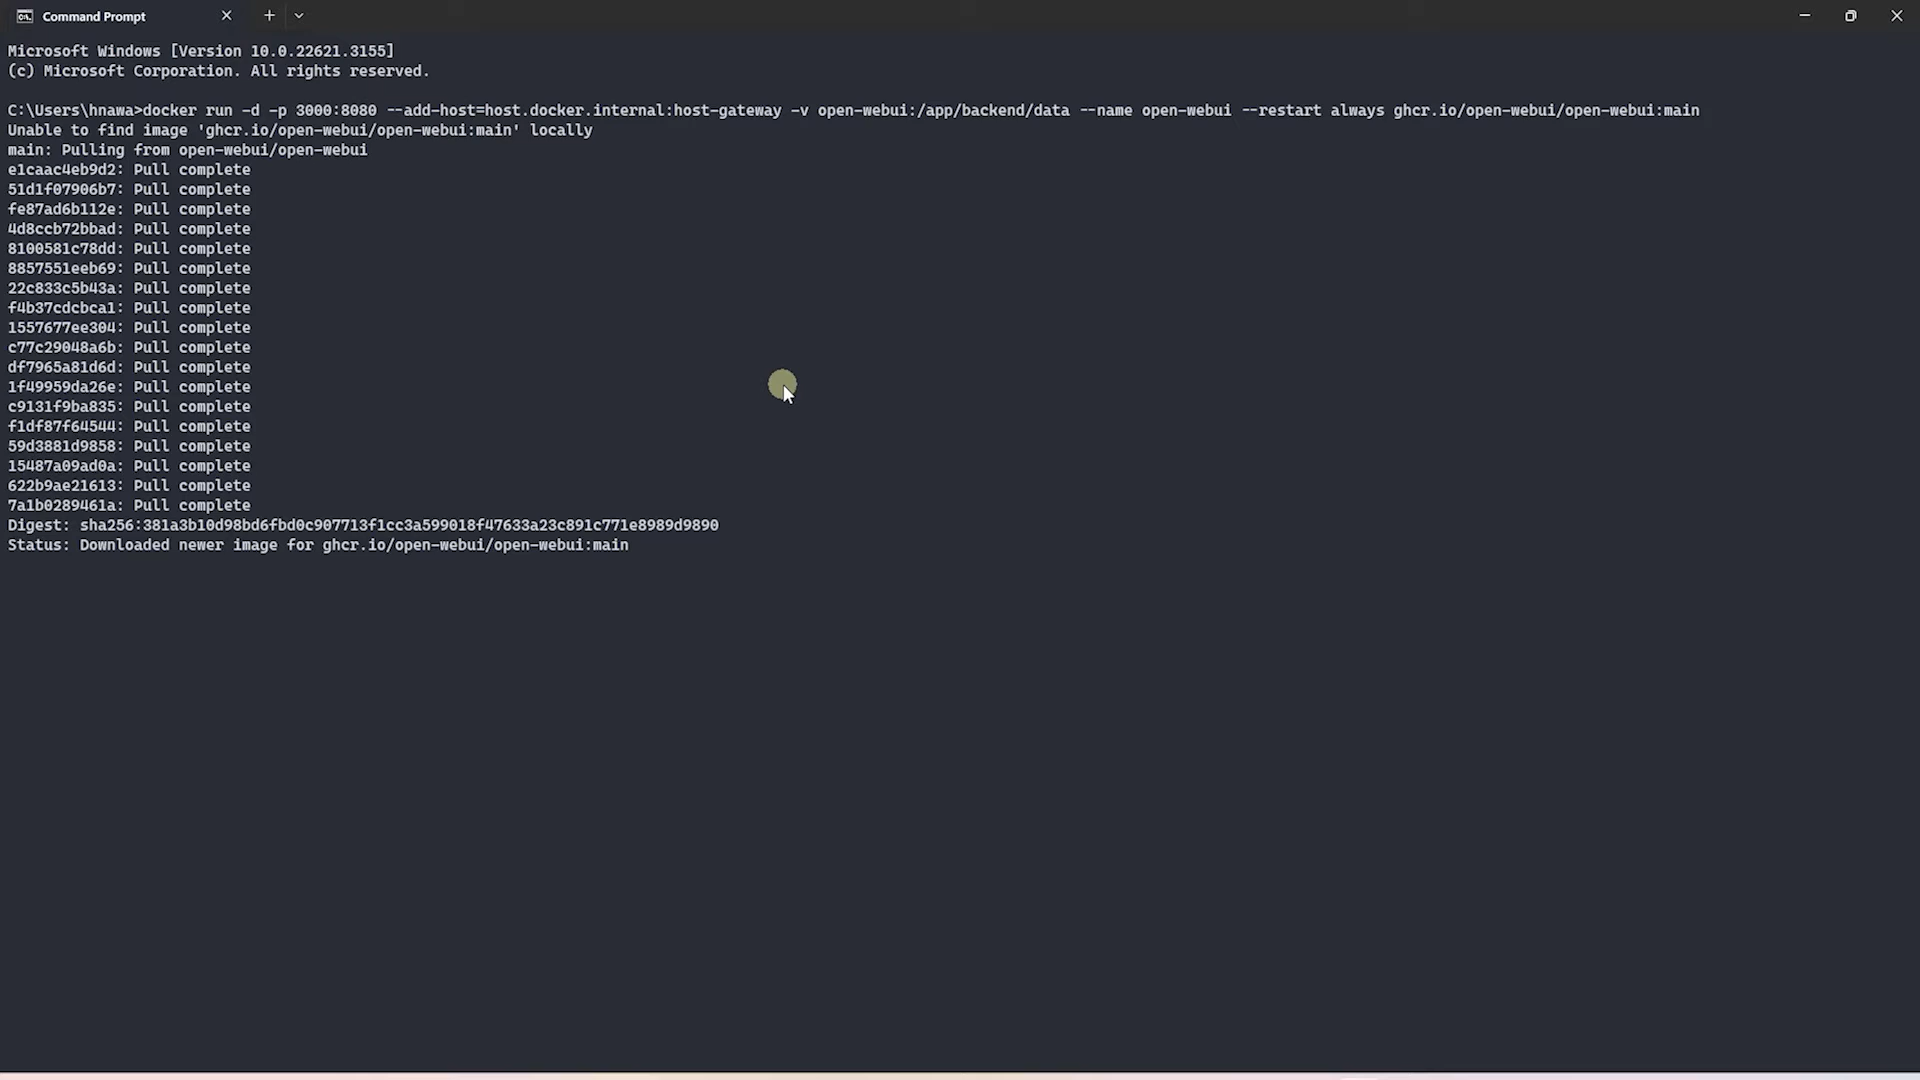 Command Prompt
Microsoft Windows [Version 10.0.22621.3155]
(c) Microsoft Corporation. All rights reserved.
C:\Users\hnawa>docker run -d -p 3000:8080 --add-host=host.docker.internal:host-gateway -v open-webui:/app/backend/data --name open-webui --restart always ghcr.io/open-webui/open-webui:main
Unable to find image 'ghcr.io/open-webui/open-webui:main' locally
main: Pulling from open-webui/open-webui
e1caac4eb9d2: Pull complete
51d1f07906b7: Pull complete
fe87ad6b112e: Pull complete
4d8ccb72bbad: Pull complete
8100581c78dd: Pull complete
8857551eeb69: Pull complete
22c833c5b43a: Pull complete
f4b37cdcbca1: Pull complete
1557677ee304: Pull complete
c77c29048a6b: Pull complete
df7965a81d6d: Pull complete
1f49959da26e: Pull complete
c9131f9ba835: Pull complete
f1df87f64544: Pull complete
59d3881d9858: Pull complete
15487a09ad0a: Pull complete
622b9ae21613: Pull complete
7a1b0289461a: Pull complete
Digest: sha256:381a3b10d98bd6fbd0c907713f1cc3a599018f47633a23c891c771e8989d9890
Status: Downloaded newer image for ghcr.io/open-webui/open-webui:main